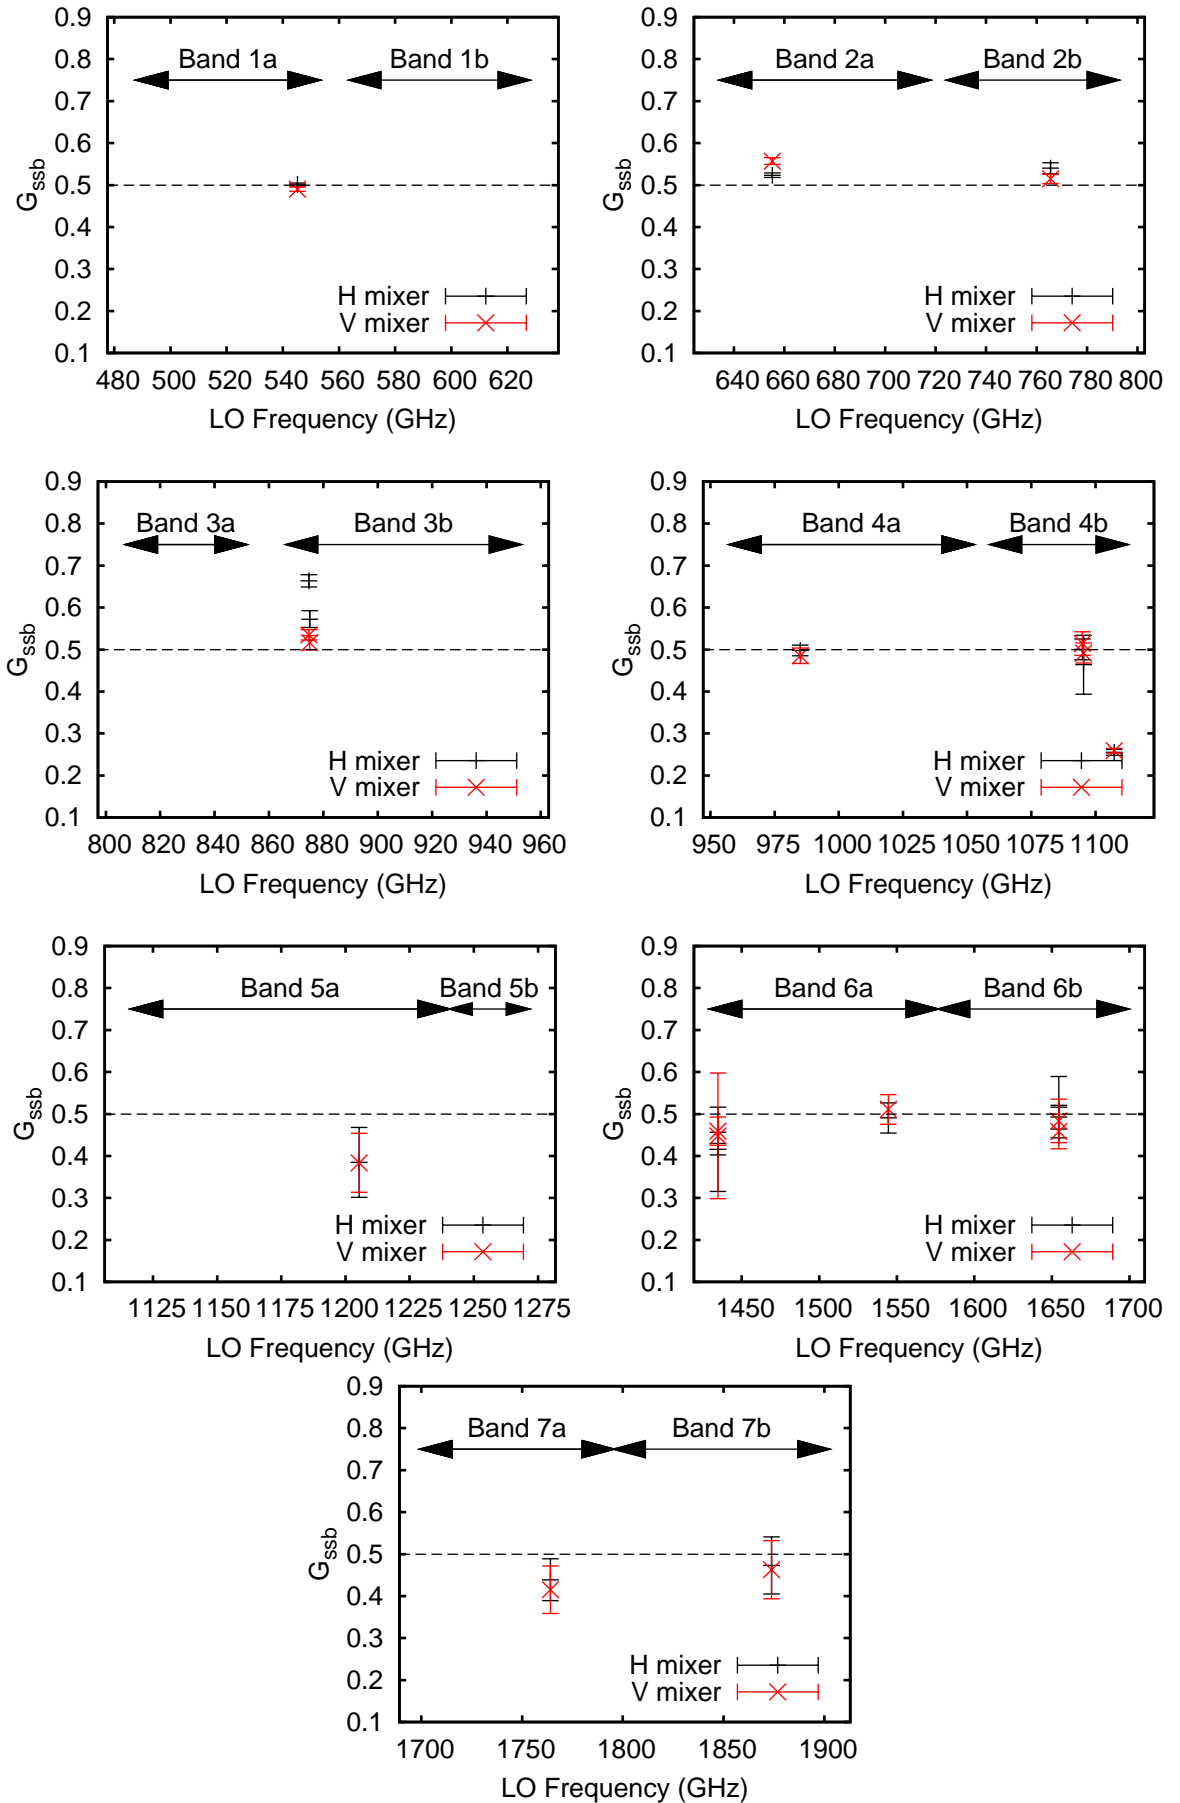 0.9
0.8
0.7
0.6
0.5
0.4
0.3
0.2
0.1
G_ssb
Band 1a Band 1b
H mixer
V mixer
480 500 520 540 560 580 600 620
LO Frequency (GHz)
0.9
0.8
0.7
0.6
0.5
0.4
0.3
0.2
0.1
G_ssb
Band 2a Band 2b
H mixer
V mixer
640 660 680 700 720 740 760 780 800
LO Frequency (GHz)
0.9
0.8
0.7
0.6
0.5
0.4
0.3
0.2
0.1
G_ssb
Band 3a Band 3b
H mixer
V mixer
800 820 840 860 880 900 920 940 960
LO Frequency (GHz)
0.9
0.8
0.7
0.6
0.5
0.4
0.3
0.2
0.1
G_ssb
Band 4a Band 4b
H mixer
V mixer
950 975 1000 1025 1050 1075 1100
LO Frequency (GHz)
0.9
0.8
0.7
0.6
0.5
0.4
0.3
0.2
0.1
G_ssb
Band 5a Band 5b
H mixer
V mixer
1125 1150 1175 1200 1225 1250 1275
LO Frequency (GHz)
0.9
0.8
0.7
0.6
0.5
0.4
0.3
0.2
0.1
G_ssb
Band 6a Band 6b
H mixer
V mixer
1450 1500 1550 1600 1650 1700
LO Frequency (GHz)
0.9
0.8
0.7
0.6
0.5
0.4
0.3
0.2
0.1
G_ssb
Band 7a Band 7b
H mixer
V mixer
1700 1750 1800 1850 1900
LO Frequency (GHz)